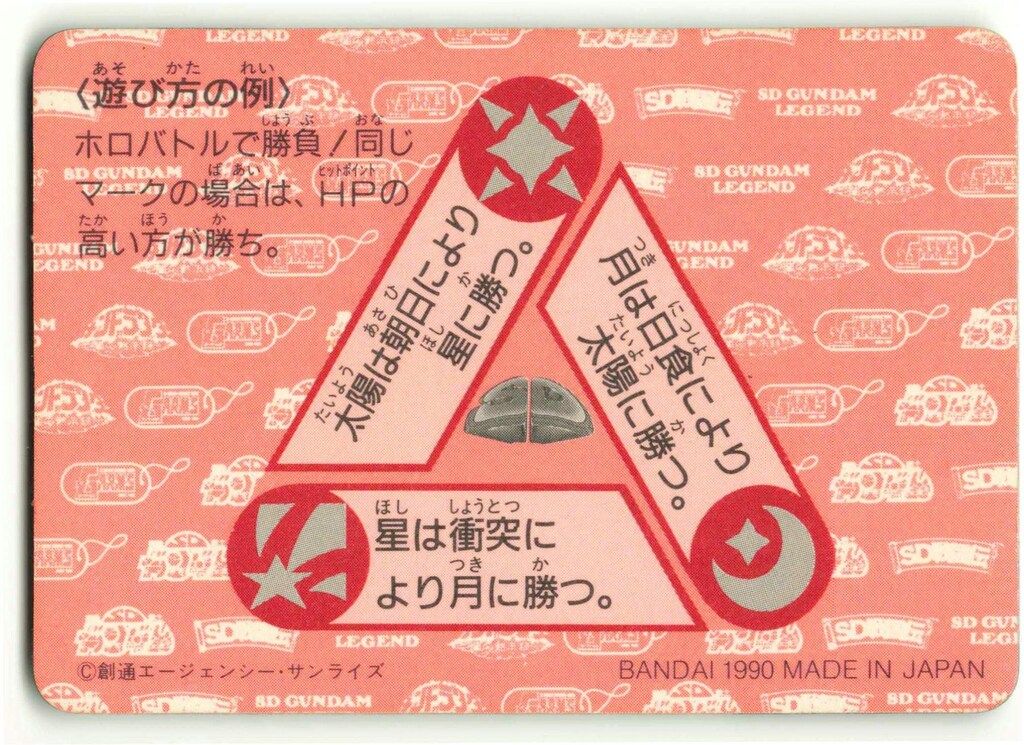 〈遊び方の例〉
ホロバトルで勝負!同じ
マークの場合は、HPの
高い方が勝ち。
太陽は朝日により
星に勝つ。
月は日食により
太陽に勝つ。
星は衝突に
より月に勝つ。
©創通エージェンシー・サンライズ
BANDAI 1990 MADE IN JAPAN
SD GUNDAM
LEGEND